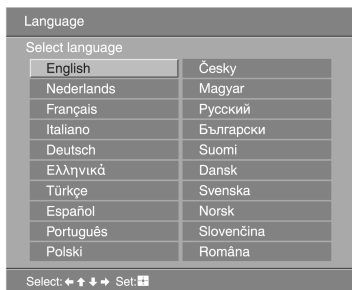 Language
Select language
English Česky
Nederlands Magyar
Français Русский
Italiano Български
Deutsch Suomi
Ελληνικά Dansk
Türkçe Svenska
Español Norsk
Português Slovenčina
Polski Româna
Select: ← ↑ ↓ → Set: